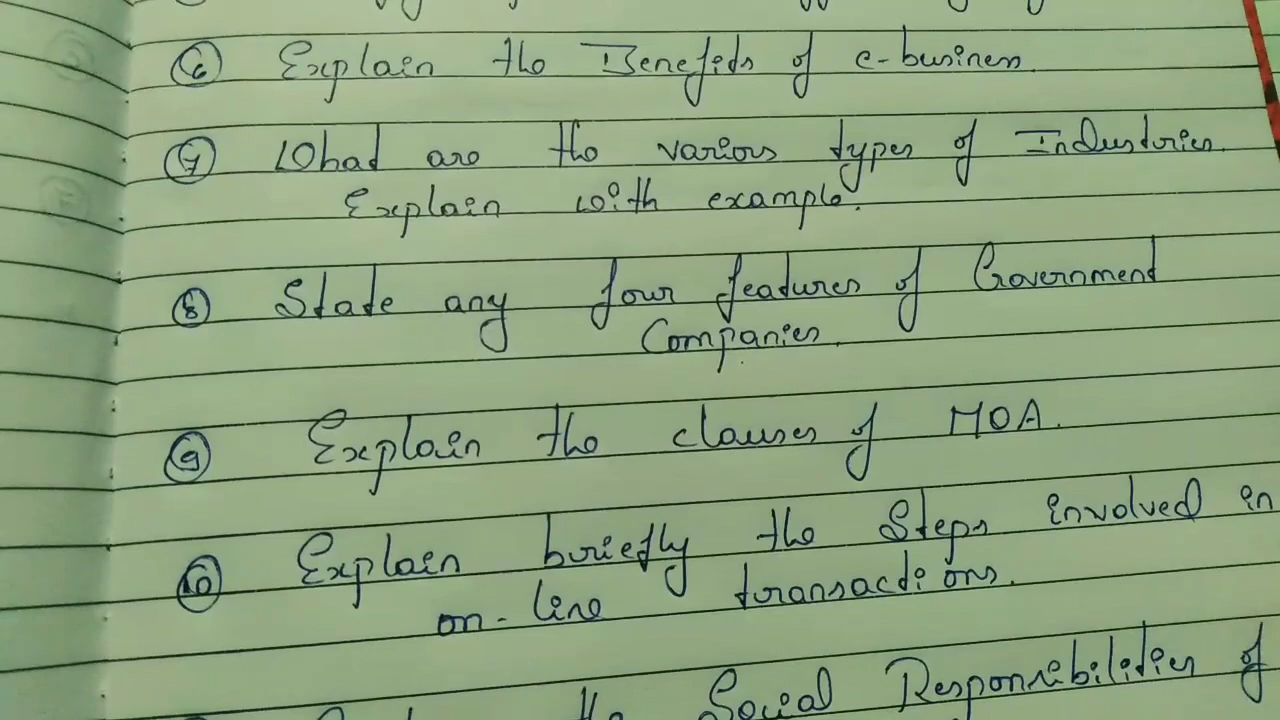 6 Explain the Benefits of e-business
7 What are the various types of Industries.
Explain with example.
8 State any four features of Government
Companies.
9 Explain the clauses of MOA.
10 Explain briefly the Steps involved in
on-line transactions.
the Social Responsibilities of